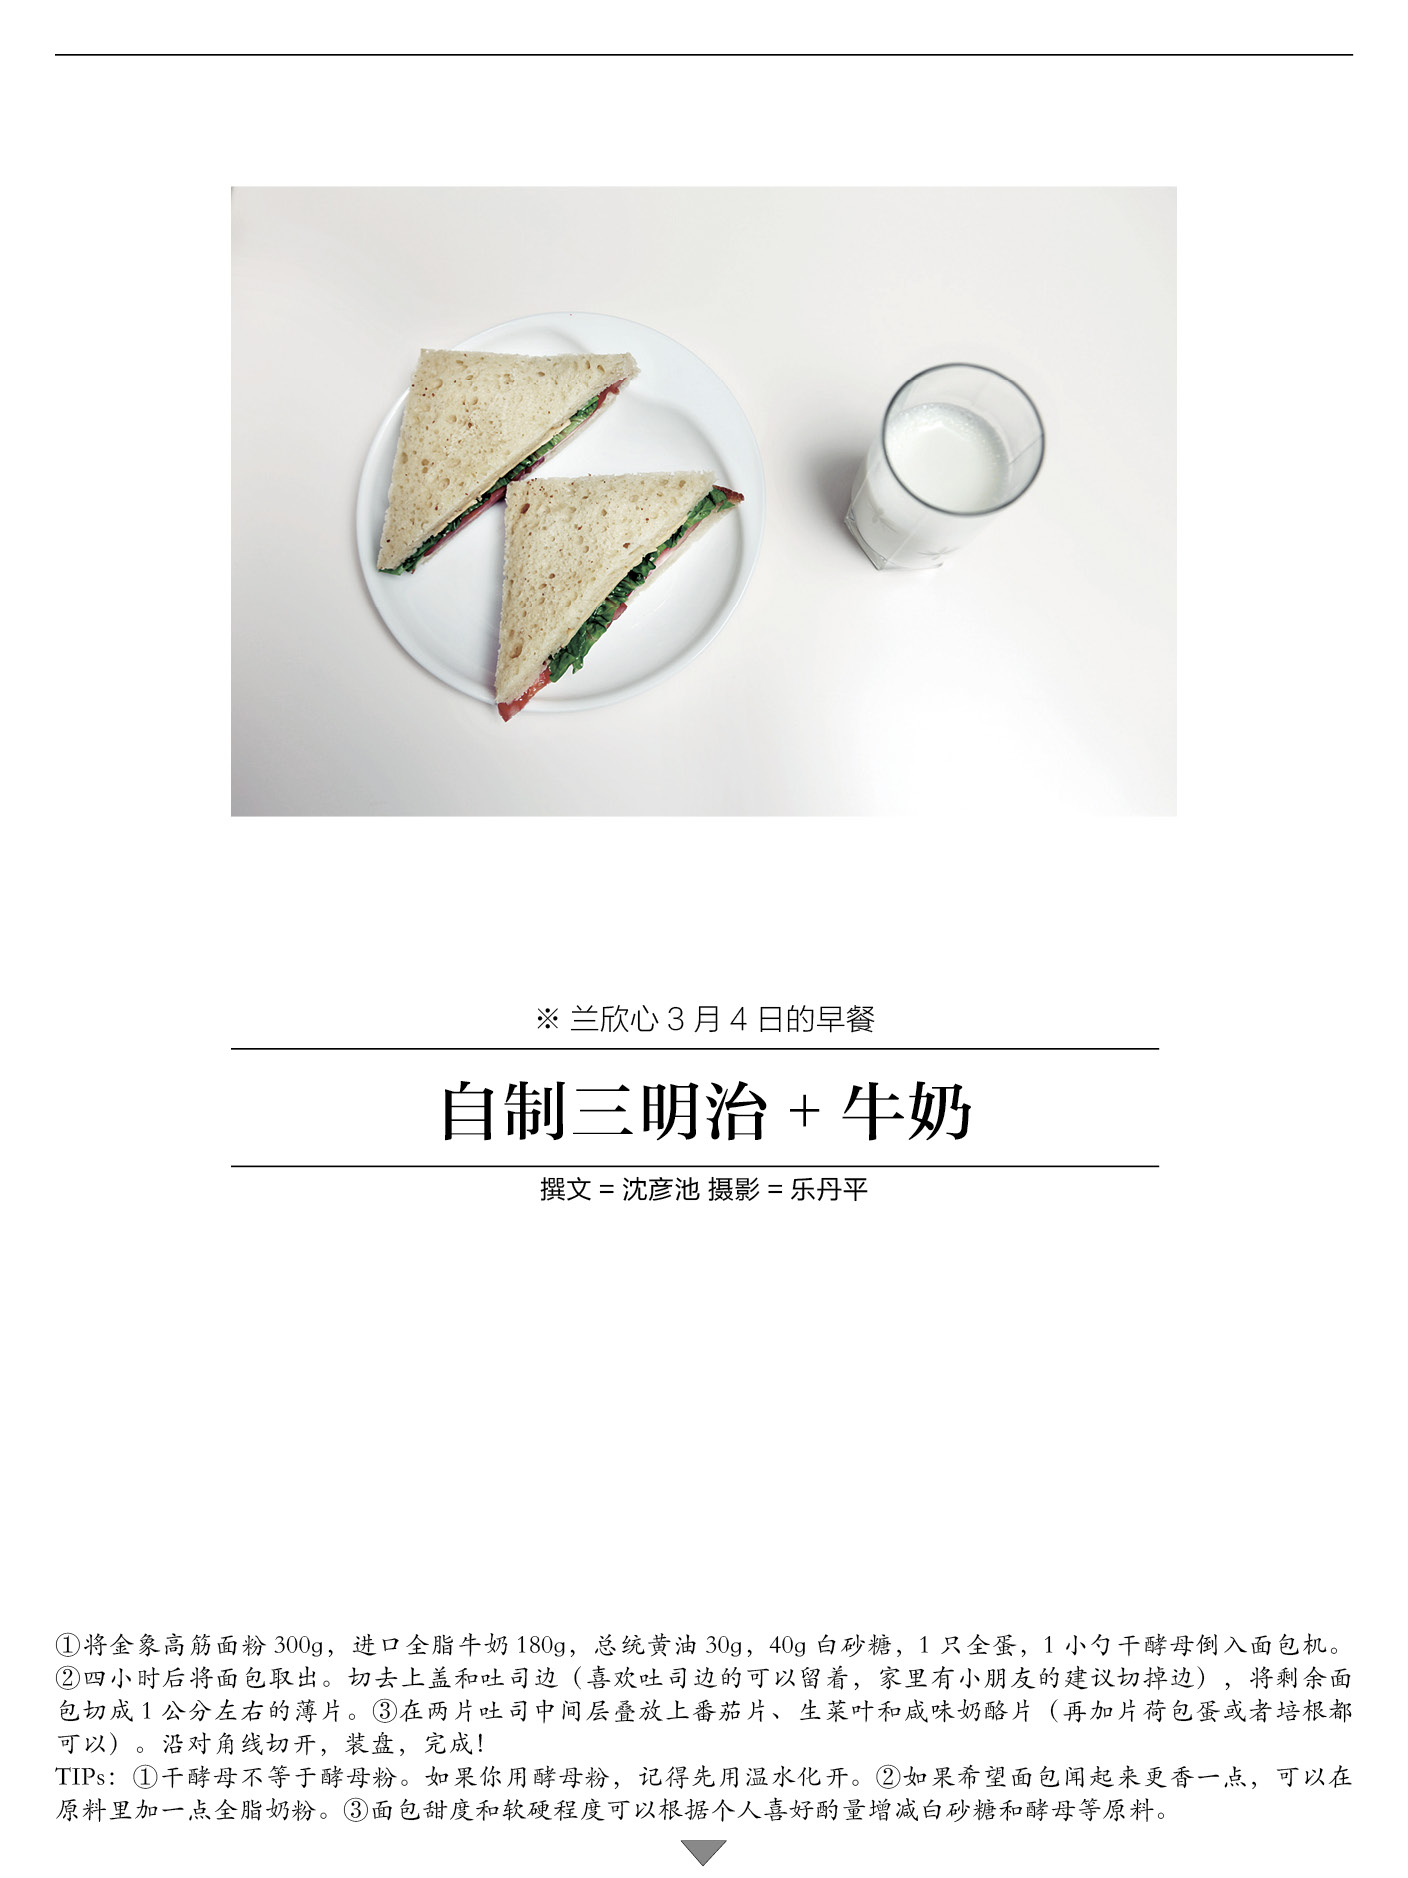 ※ 兰欣心 3 月 4 日的早餐
自制三明治 + 牛奶
撰文 = 沈彦池 摄影 = 乐丹平
①将金象高筋面粉 300g，进口全脂牛奶 180g，总统黄油 30g，40g 白砂糖，1 只全蛋，1 小勺干酵母倒入面包机。
②四小时后将面包取出。切去上盖和吐司边（喜欢吐司边的可以留着，家里有小朋友的建议切掉边），将剩余面
包切成 1 公分左右的薄片。③在两片吐司中间层叠放上番茄片、生菜叶和咸味奶酪片（再加片荷包蛋或者培根都
可以）。沿对角线切开，装盘，完成！
TIPs：①干酵母不等于酵母粉。如果你用酵母粉，记得先用温水化开。②如果希望面包闻起来更香一点，可以在
原料里加一点全脂奶粉。③面包甜度和软硬程度可以根据个人喜好酌量增减白砂糖和酵母等原料。